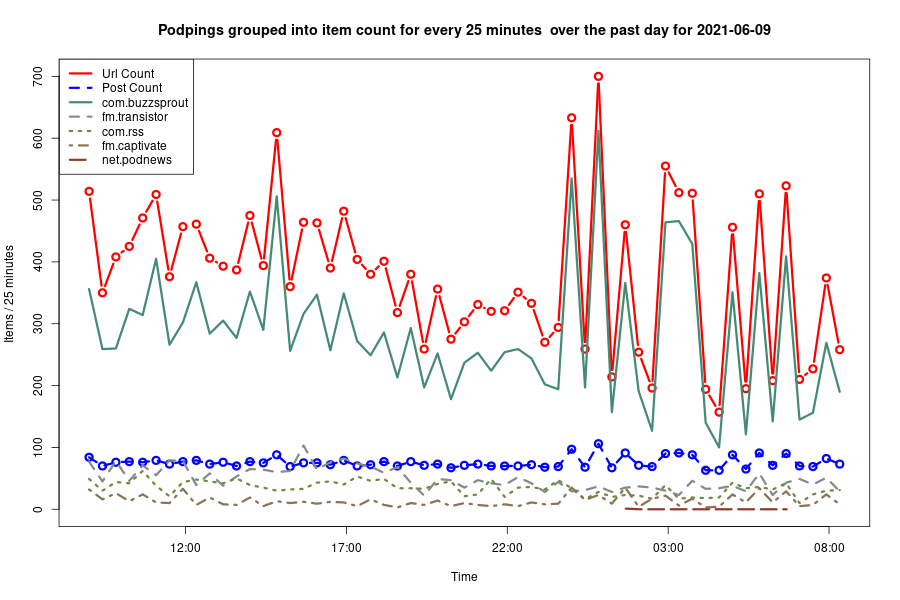 Podpings grouped into item count for every 25 minutes  over the past day for 2021-06-09
Url Count
Post Count
com.buzzsprout
fm.transistor
com.rss
fm.captivate
net.podnews
Items / 25 minutes
700
600
500
400
300
200
100
0
12:00
17:00
22:00
03:00
08:00
Time